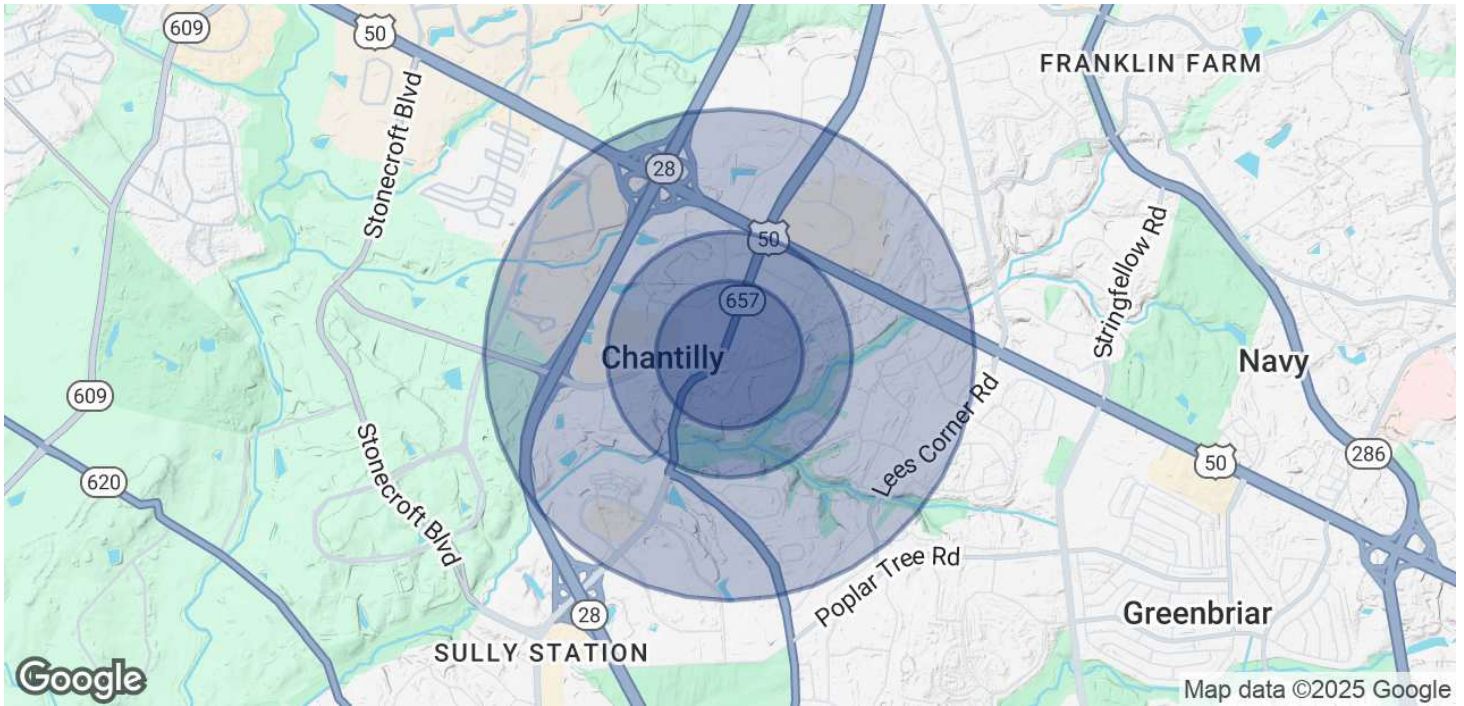 609
50
Stonecroft Blvd
FRANKLIN FARM
28
50
Stringfellow Rd
657
Chantilly
Navy
609
Lees Corner Rd
Stonecroft Blvd
620
50
286
Poplar Tree Rd
28
Greenbriar
SULLY STATION
Google
Map data ©2025 Google